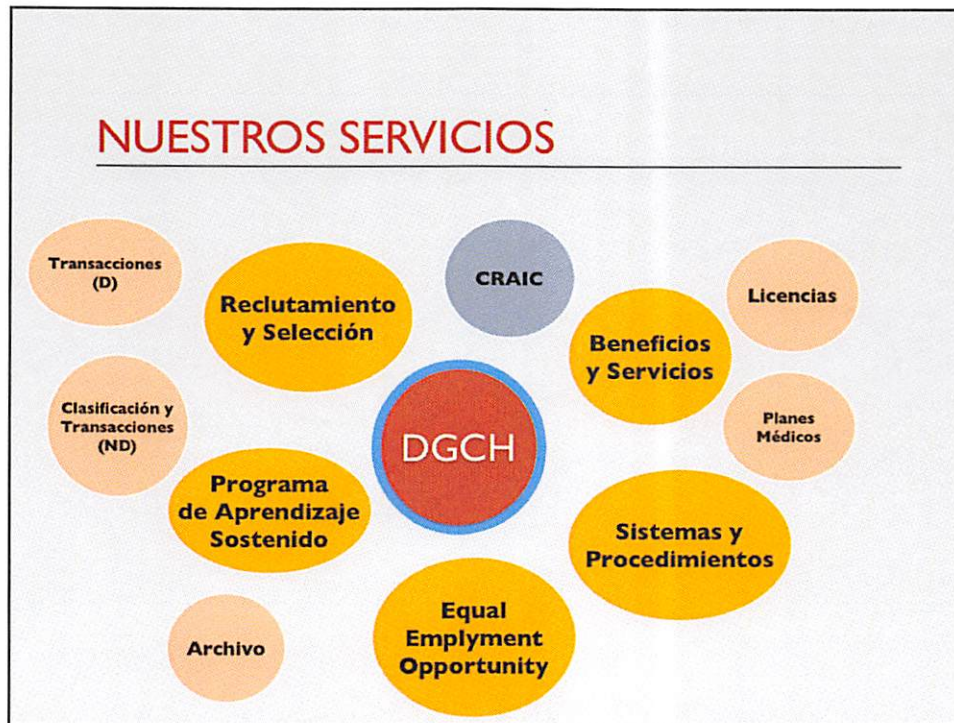 NUESTROS SERVICIOS
Transacciones
(D)
Reclutamiento
y Selección
CRAIC
Beneficios
y Servicios
Licencias
Clasificación y
Transacciones
(ND)
DGCH
Planes
Médicos
Programa
de Aprendizaje
Sostenido
Sistemas y
Procedimientos
Archivo
Equal
Emplyment
Opportunity